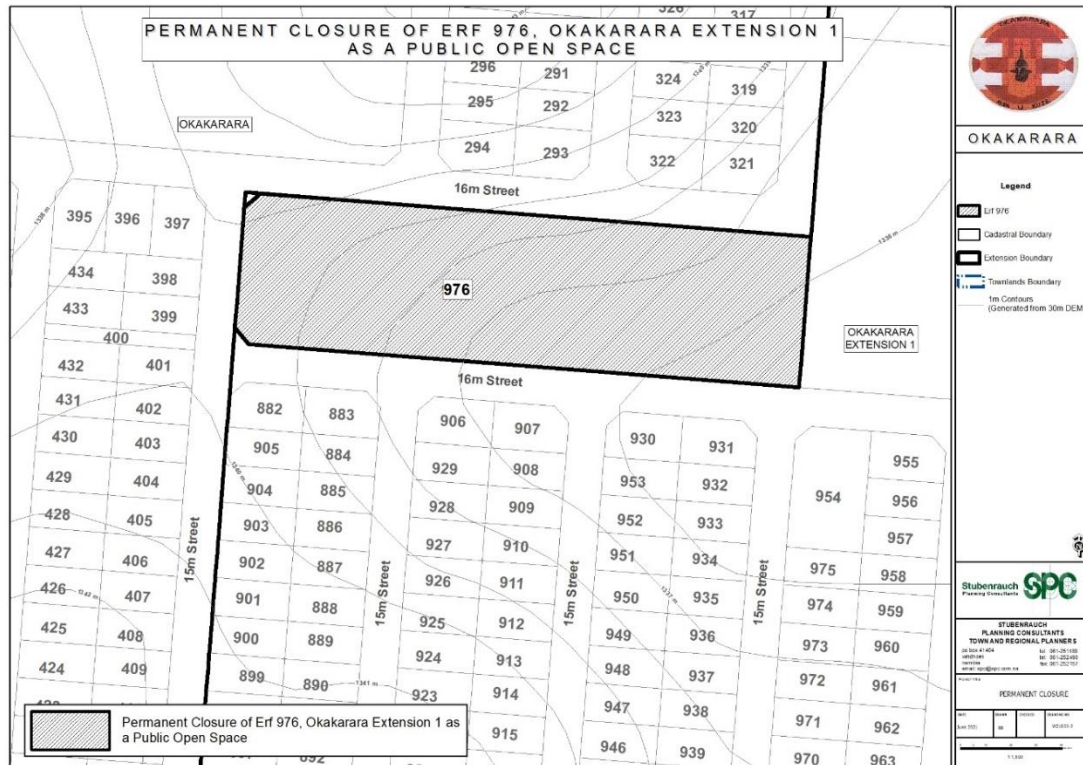 PERMANENT CLOSURE OF ERF 976, OKAKARARA EXTENSION 1
AS A PUBLIC OPEN SPACE
317
296 291 324 319
295 292 323 320
294 293 322 321
OKAKARARA
16m Street
395 396 397
976
434 398
433 399
400
432 401
431 402
430 403
429 404
428 405
427 406
426 407
425 408
424 409
OKAKARARA
EXTENSION 1
16m Street
15m Street
882 883
905 884
904 885
903 886
902 887
901 888
900 889
899 890
892
15m Street
906 907
929 908
928 909
927 910
926 911
925 912
924 913
923 914
915
15m Street
930 931
953 932
952 933
951 934
950 935
949 936
948 937
947 938
946 939
15m Street
954 955
956
957
975 958
974 959
973 960
972 961
971 962
970 963
Permanent Closure of Erf 976, Okakarara Extension 1 as
a Public Open Space
OKAKARARA
OKAKARARA
Legend
Erf 976
Cadastral Boundary
Extension Boundary
Townlands Boundary
1m Contours
(Generated from 30m DEM
Stubenrauch
Planning Consultants
SPC
STUBENRAUCH
PLANNING CONSULTANTS
TOWN AND REGIONAL PLANNERS
PERMANENT CLOSURE